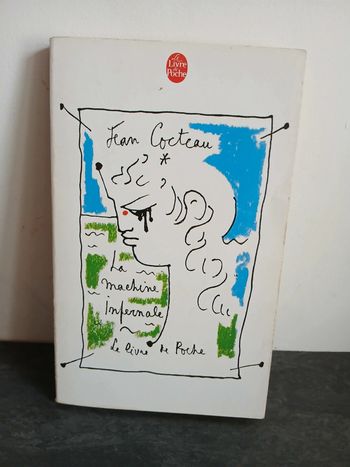 Le
Livre
de
Poche
Jean Cocteau
*
La
machine
infernale
Le livre de Poche